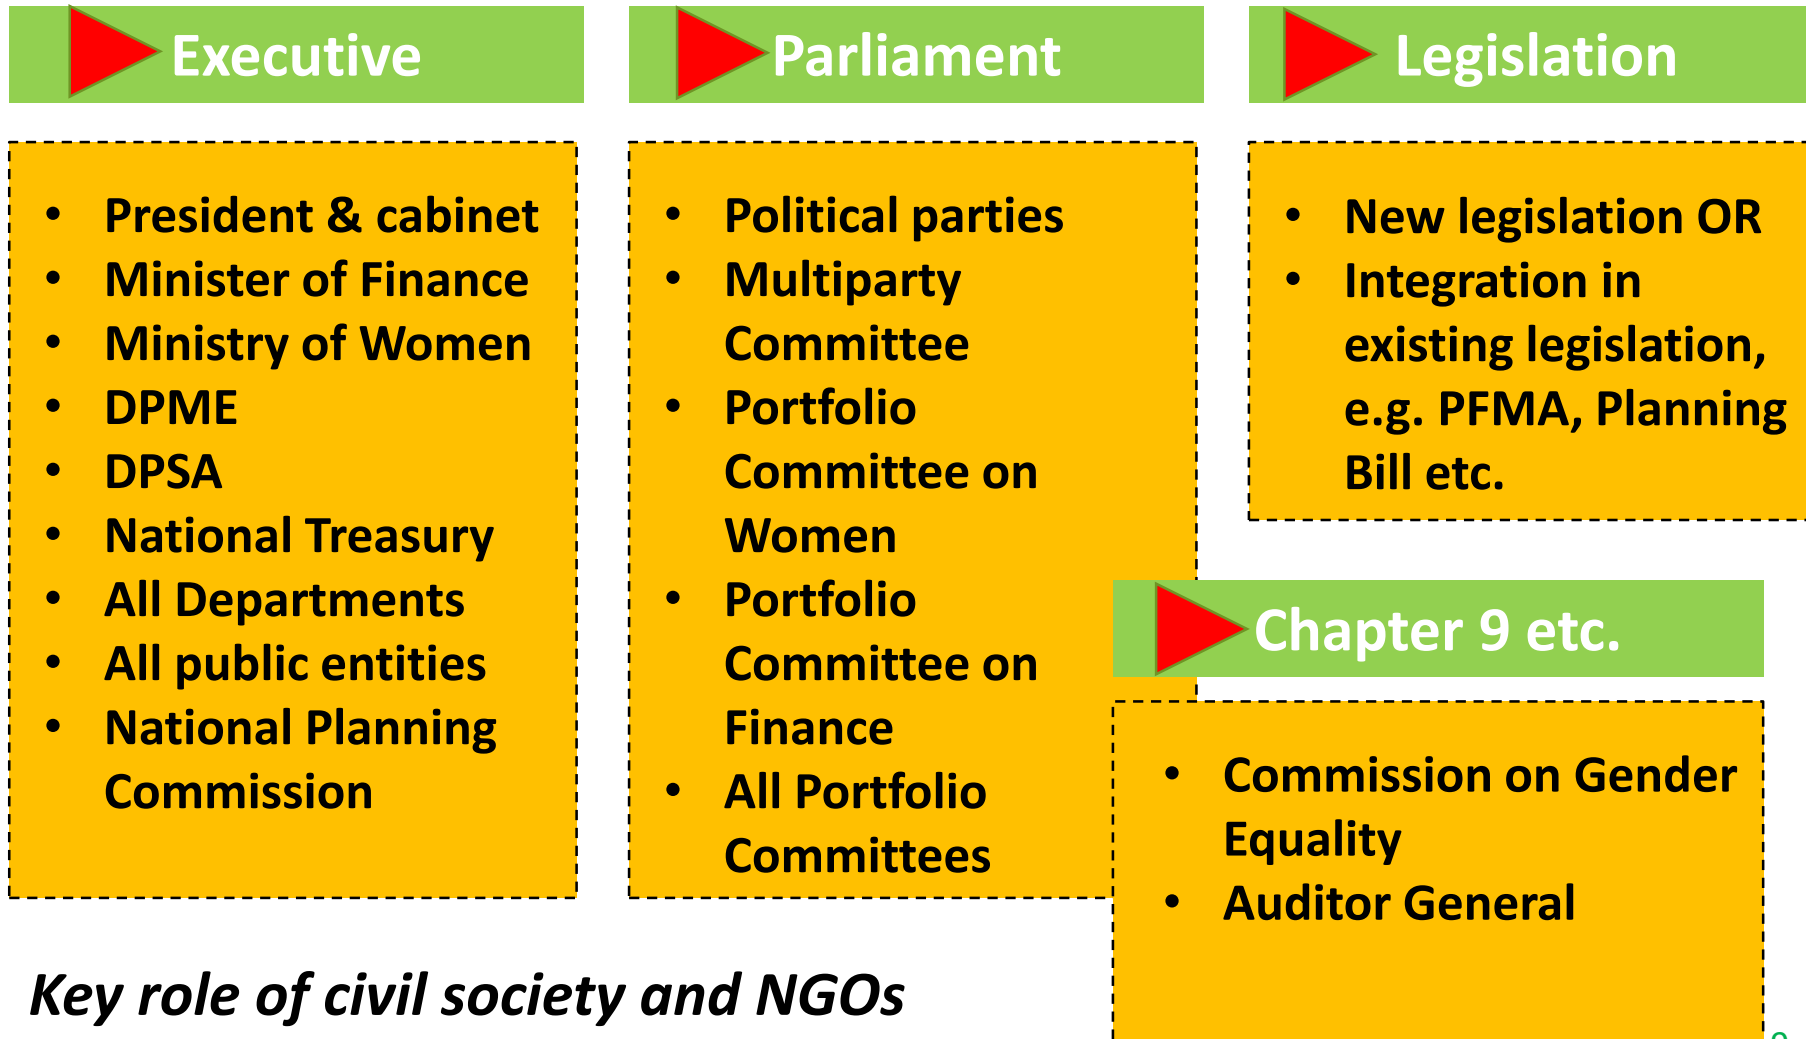 Executive
• President & cabinet
• Minister of Finance
• Ministry of Women
• DPME
• DPSA
• National Treasury
• All Departments
• All public entities
• National Planning
Commission
Parliament
• Political parties
• Multiparty
Committee
• Portfolio
Committee on
Women
• Portfolio
Committee on
Finance
• All Portfolio
Committees
Legislation
• New legislation OR
• Integration in
existing legislation,
e.g. PFMA, Planning
Bill etc.
Chapter 9 etc.
• Commission on Gender
Equality
• Auditor General
Key role of civil society and NGOs